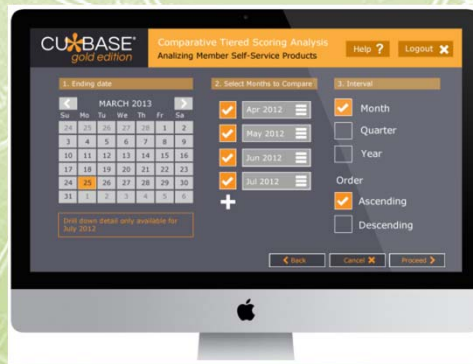 CU*BASE®
gold edition
Comparative Tiered Scoring Analysis
Analizing Member Self-Service Products
Help ?
Logout
1. Ending date
MARCH 2013
Su Mo Tu We Th Fr Sa
24 25 26 27 28 1 2
3 4 5 6 7 8 9
10 11 12 13 14 15 16
17 18 19 20 21 22 23
24 25 26 27 28 29 30
31 1 2 3 4 5 6
Drill down detail only available for
July 2012
2. Select Months to Compare
Apr 2012
May 2012
Jun 2012
Jul 2012
3. Interval
Month
Quarter
Year
Order
Ascending
Descending
Back
Cancel
Proceed